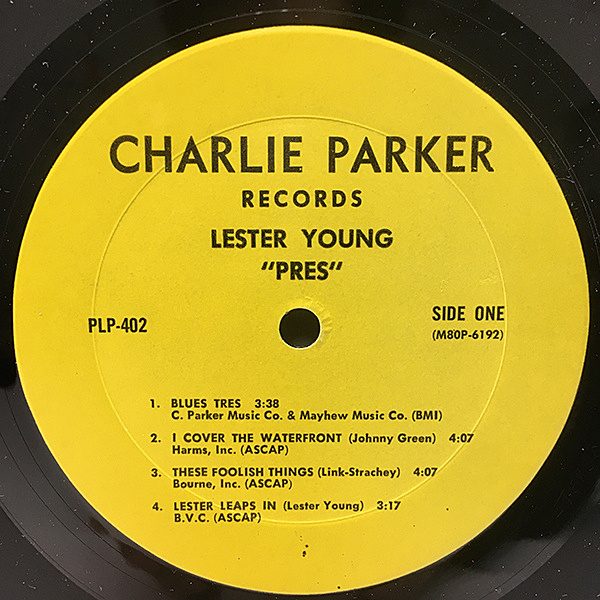 CHARLIE PARKER
RECORDS
LESTER YOUNG
"PRES"
PLP-402
SIDE ONE
(M80P-6192)
1. BLUES TRES 3:38
C. Parker Music Co. & Mayhew Music Co. (BMI)
2. I COVER THE WATERFRONT (Johnny Green) 4:07
Harms, Inc. (ASCAP)
3. THESE FOOLISH THINGS (Link-Strachey) 4:07
Bourne, Inc. (ASCAP)
4. LESTER LEAPS IN (Lester Young) 3:17
B.V.C. (ASCAP)